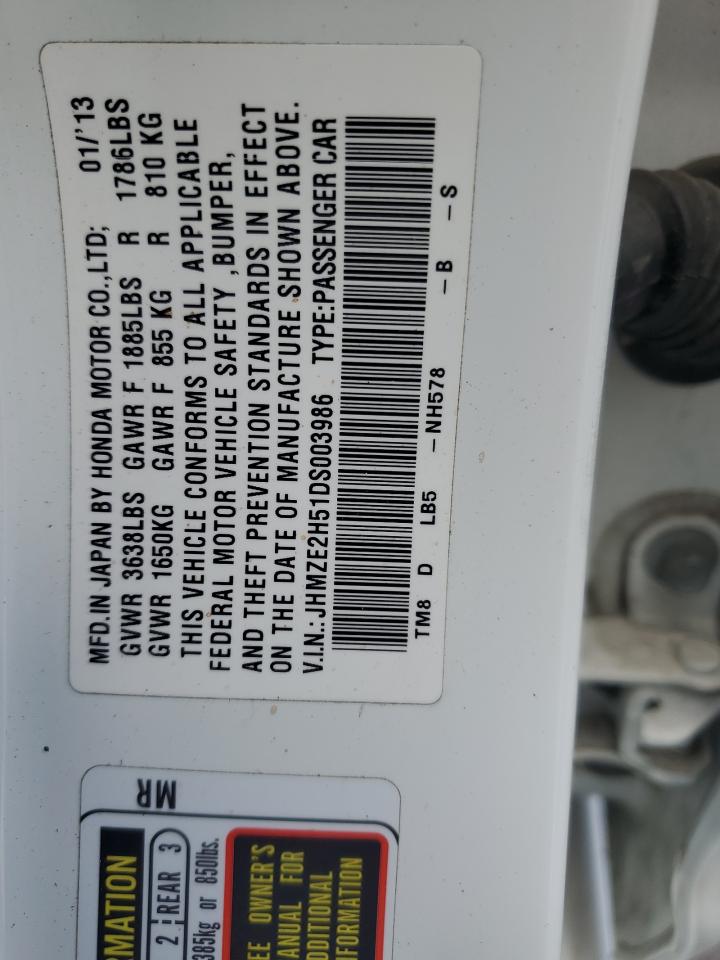 MFD.IN JAPAN BY HONDA MOTOR CO.,LTD; 01/'13
GVWR 3638LBS GAWR F 1885LBS R 1786LBS
GVWR 1650KG GAWR F 855 KG R 810 KG
THIS VEHICLE CONFORMS TO ALL APPLICABLE
FEDERAL MOTOR VEHICLE SAFETY ,BUMPER,
AND THEFT PREVENTION STANDARDS IN EFFECT
ON THE DATE OF MANUFACTURE SHOWN ABOVE.
V.I.N.: JHMZE2H51DS003986 TYPE:PASSENGER CAR
TM8 D LB5 -NH578 -B -S
MR
RMATION
2 REAR 3
385kg or 850lbs.
EE OWNER'S
ANUAL FOR
DDITIONAL
FORMATION